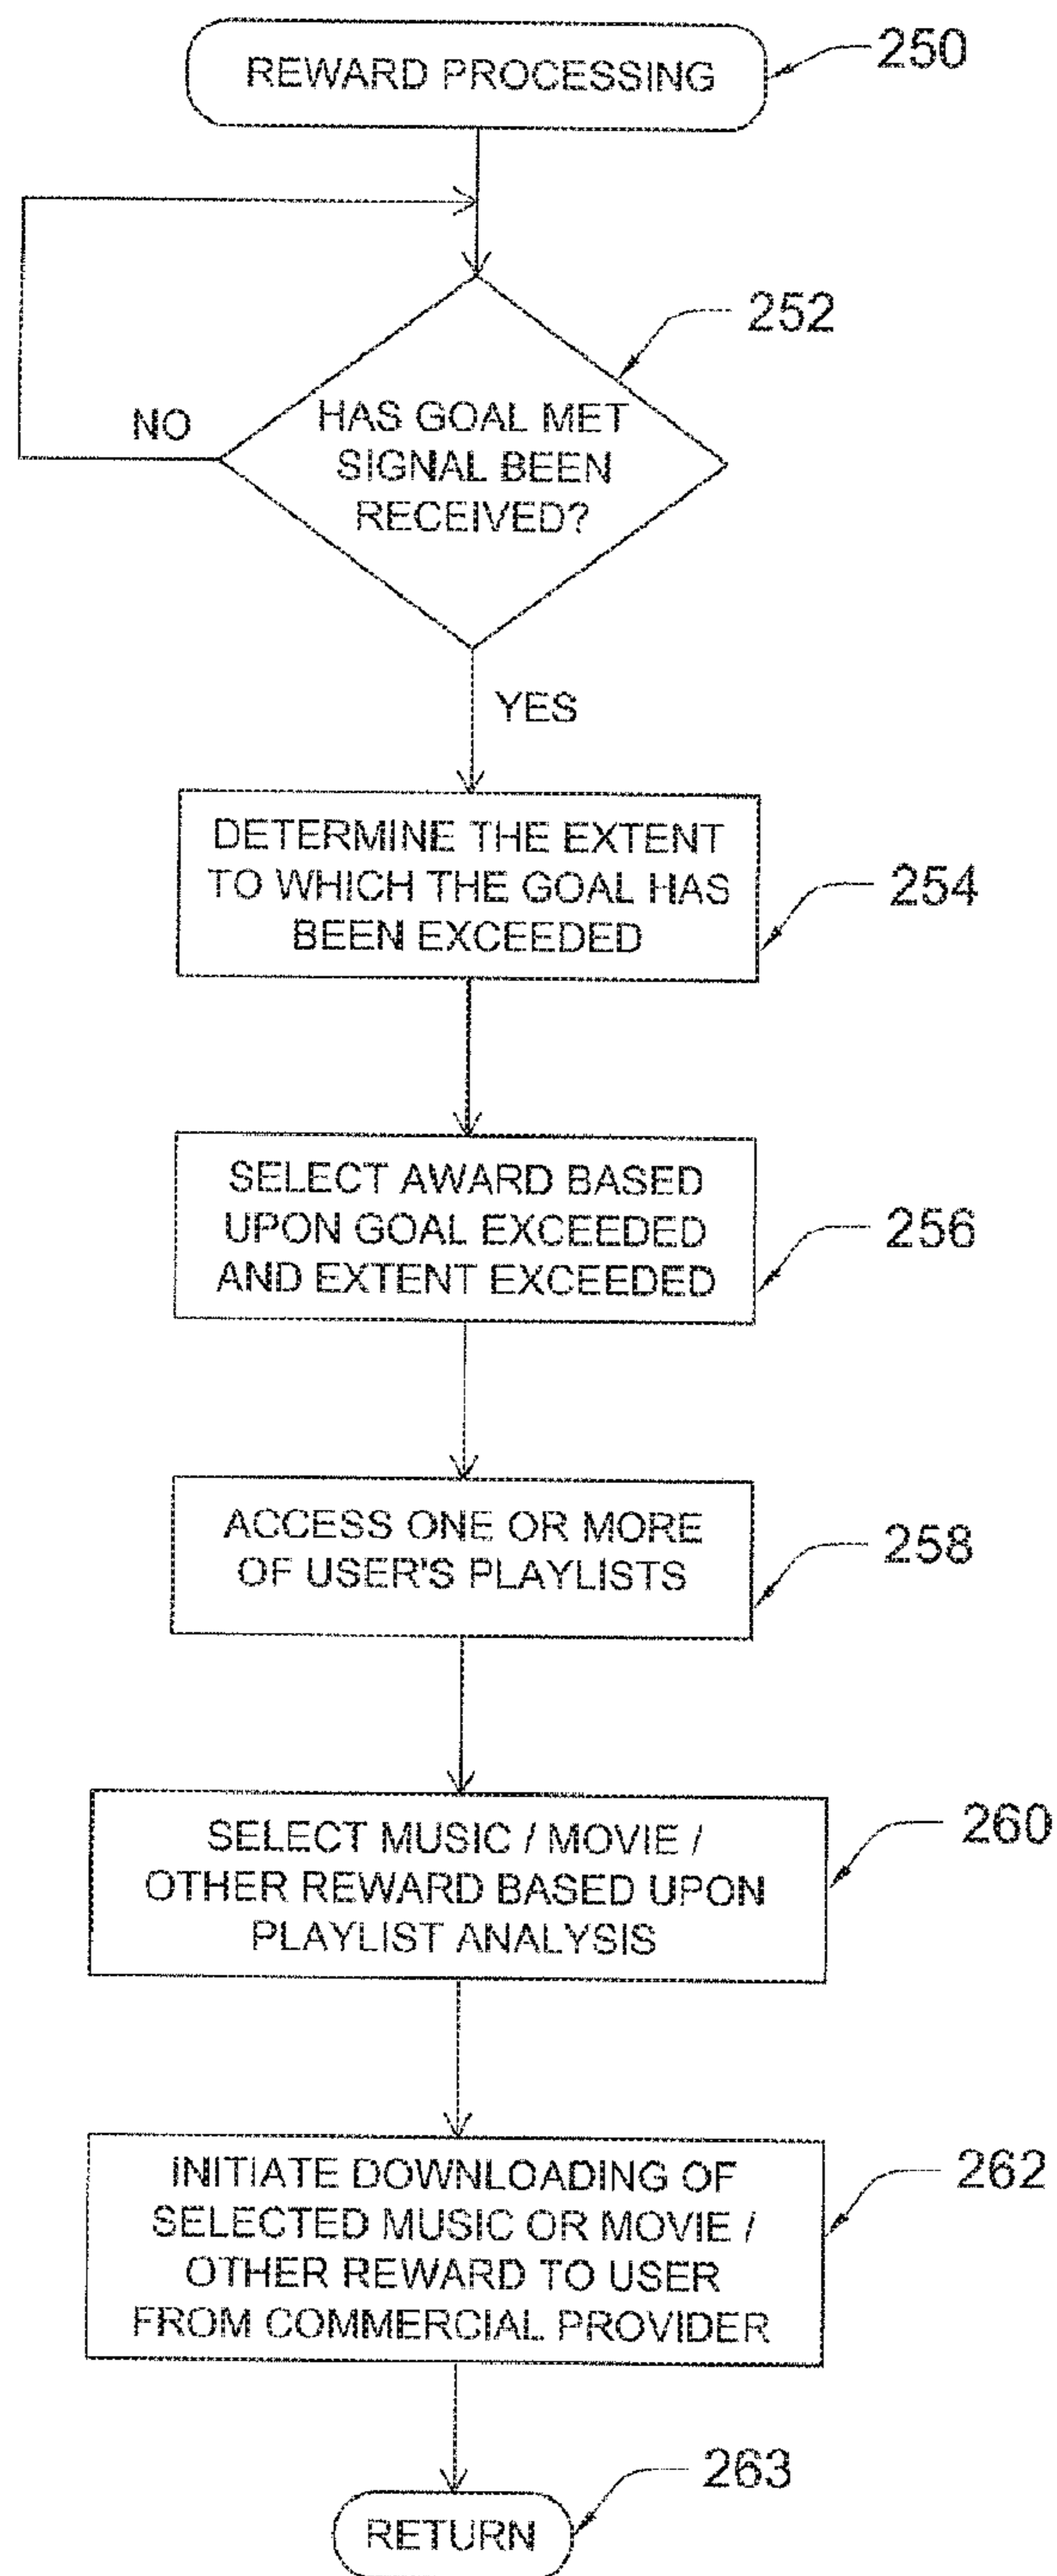 REWARD PROCESSING
250
252
HAS GOAL MET
SIGNAL BEEN
RECEIVED?
NO
YES
DETERMINE THE EXTENT
TO WHICH THE GOAL HAS
BEEN EXCEEDED
254
SELECT AWARD BASED
UPON GOAL EXCEEDED
AND EXTENT EXCEEDED
256
ACCESS ONE OR MORE
OF USER'S PLAYLISTS
258
SELECT MUSIC / MOVIE /
OTHER REWARD BASED UPON
PLAYLIST ANALYSIS
260
INITIATE DOWNLOADING OF
SELECTED MUSIC OR MOVIE /
OTHER REWARD TO USER
FROM COMMERCIAL PROVIDER
262
RETURN
263